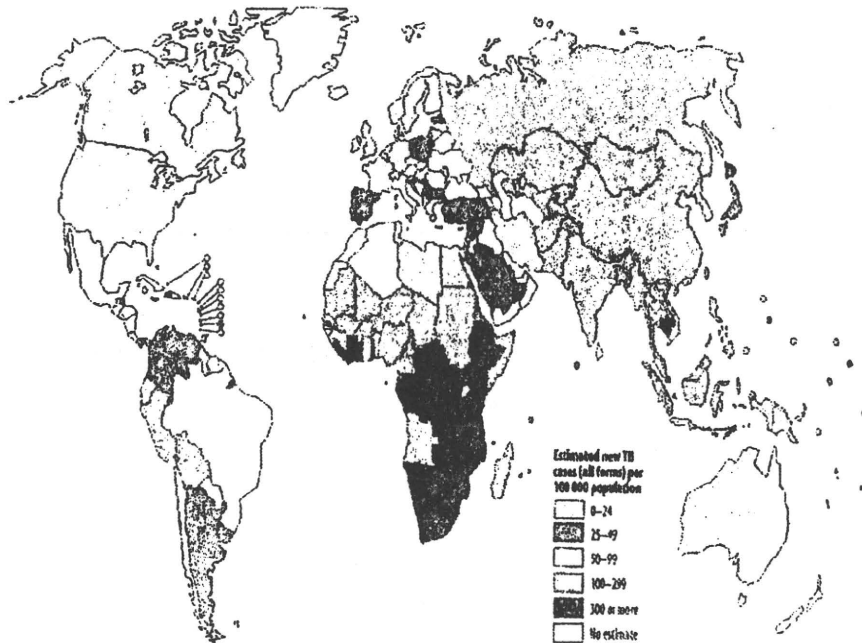 Estimated new TB
cases (all forms) per
100 000 population
0–24
25–49
50–99
100–299
300 or more
No estimate